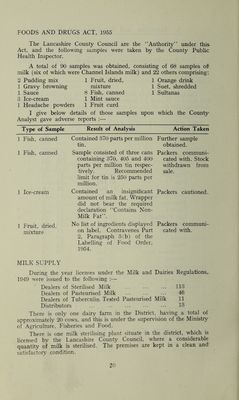 FOODS AND DRUGS ACT, 1955
The Lancashire County Council are the "Authority" under this
Act, and the following samples were taken by the County Public
Health Inspector.
A total of 90 samples was obtained, consisting of 68 samples of
milk (six of which were Channel Islands milk) and 22 others comprising:
2 Pudding mix 1 Fruit, dried, 1 Orange drink
1 Gravy browning mixture 1 Suet, shredded
1 Sauce 8 Fish, canned 1 Sultanas
3 Ice-cream 1 Mint sauce
1 Headache powders 1 Fruit curd
I give below details of those samples upon which the County
Analyst gave adverse reports :—
Type of Sample Result of Analysis Action Taken
1 Fish, canned Contained 370 parts per million Further sample
tin. obtained.
1 Fish, canned Sample consisted of three cans Packers communi-
containing 370, 405 and 400 cated with. Stock
parts per million tin respec- withdrawn from
tively. Recommended sale.
limit for tin is 250 parts per
million.
1 Ice-cream Contained an insignificant Packers cautioned.
amount of milk fat. Wrapper
did not bear the required
declaration "Contains Non-
Milk Fat".
1 Fruit, dried, No list of ingredients displayed Packers communi-
mixture on label. Contravenes Part cated with.
2, Paragraph 5(b) of the
Labelling of Food Order,
1954.
MILK SUPPLY
During the year licenses under the Milk and Dairies Regulations,
1949 were issued to the following :—
Dealers of Sterilised Milk ... ... ... 113
Dealers of Pasteurised Milk ... ... ... 46
Dealers of Tuberculin Tested Pasteurised Milk 11
Distributors ... ... ... ... 13
There is only one dairy farm in the District, having a total of
approximately 20 cows, and this is under the supervision of the Ministry
of Agriculture, Fisheries and Food.
There is one milk sterilising plant situate in the district, which is
licensed by the Lancashire County Council, where a considerable
quantity of milk is sterilised. The premises are kept in a clean and
satisfactory condition.
20